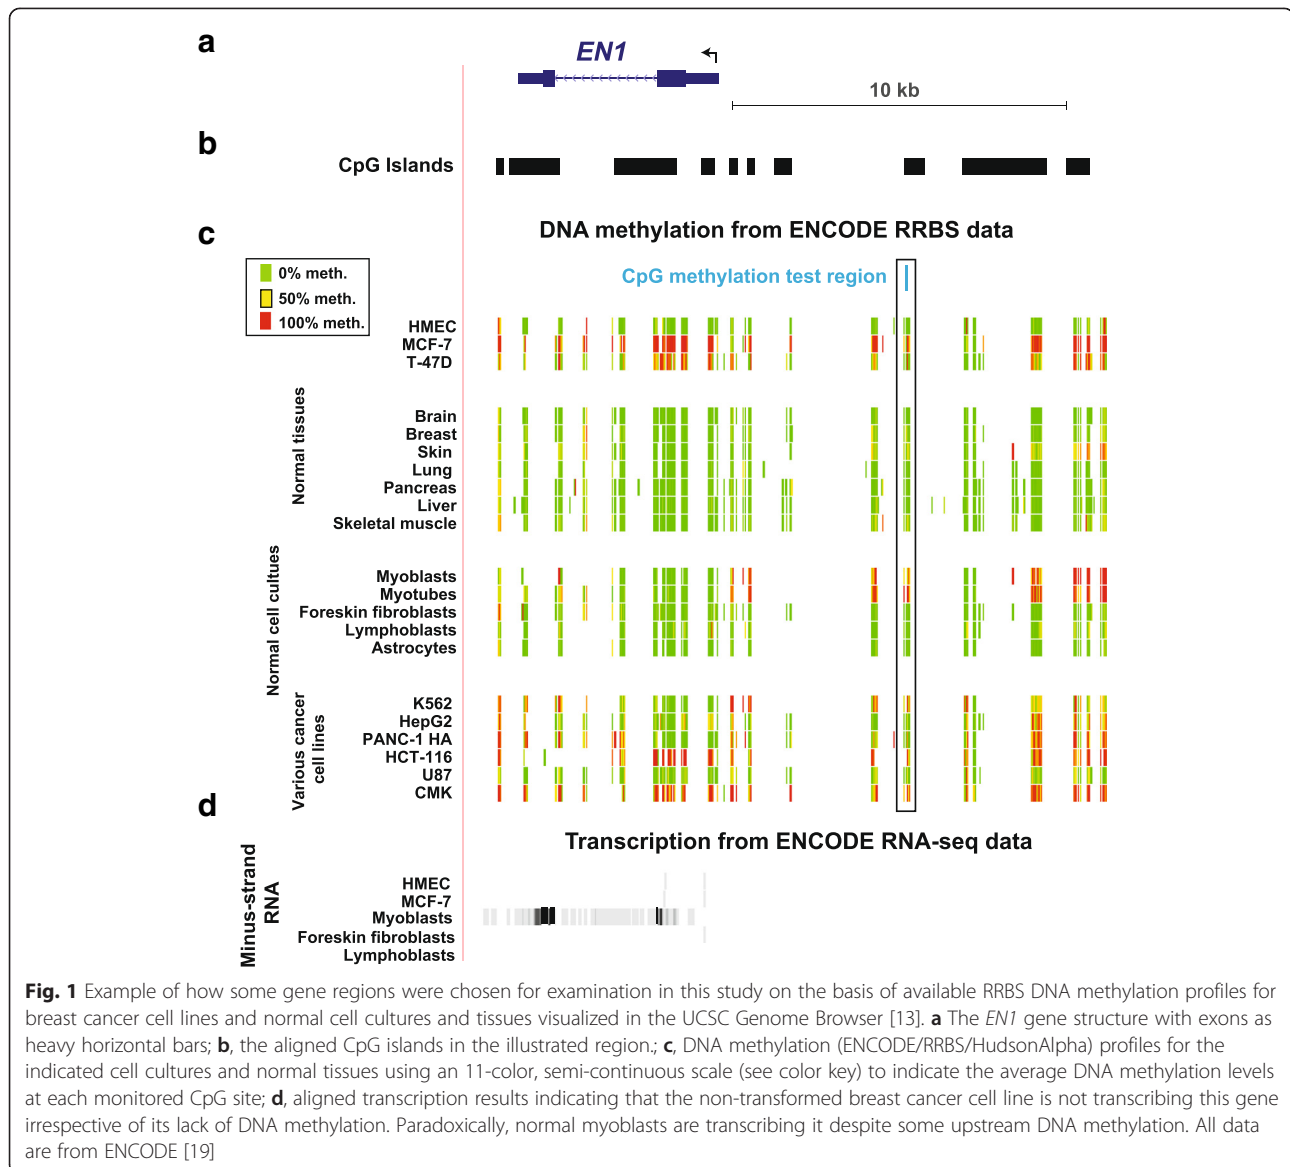 a
EN1
10 kb
b
CpG Islands
c
DNA methylation from ENCODE RRBS data
0% meth.
50% meth.
100% meth.
CpG methylation test region
HMEC
MCF-7
T-47D
Normal tissues
Brain
Breast
Skin
Lung
Pancreas
Liver
Skeletal muscle
Normal cell cultues
Myoblasts
Myotubes
Foreskin fibroblasts
Lymphoblasts
Astrocytes
Various cancer
cell lines
K562
HepG2
PANC-1 HA
HCT-116
U87
CMK
d
Transcription from ENCODE RNA-seq data
Minus-strand
RNA
HMEC
MCF-7
Myoblasts
Foreskin fibroblasts
Lymphoblasts
Fig. 1 Example of how some gene regions were chosen for examination in this study on the basis of available RRBS DNA methylation profiles for
breast cancer cell lines and normal cell cultures and tissues visualized in the UCSC Genome Browser [13]. a The EN1 gene structure with exons as
heavy horizontal bars; b, the aligned CpG islands in the illustrated region.; c, DNA methylation (ENCODE/RRBS/HudsonAlpha) profiles for the
indicated cell cultures and normal tissues using an 11-color, semi-continuous scale (see color key) to indicate the average DNA methylation levels
at each monitored CpG site; d, aligned transcription results indicating that the non-transformed breast cancer cell line is not transcribing this gene
irrespective of its lack of DNA methylation. Paradoxically, normal myoblasts are transcribing it despite some upstream DNA methylation. All data
are from ENCODE [19]